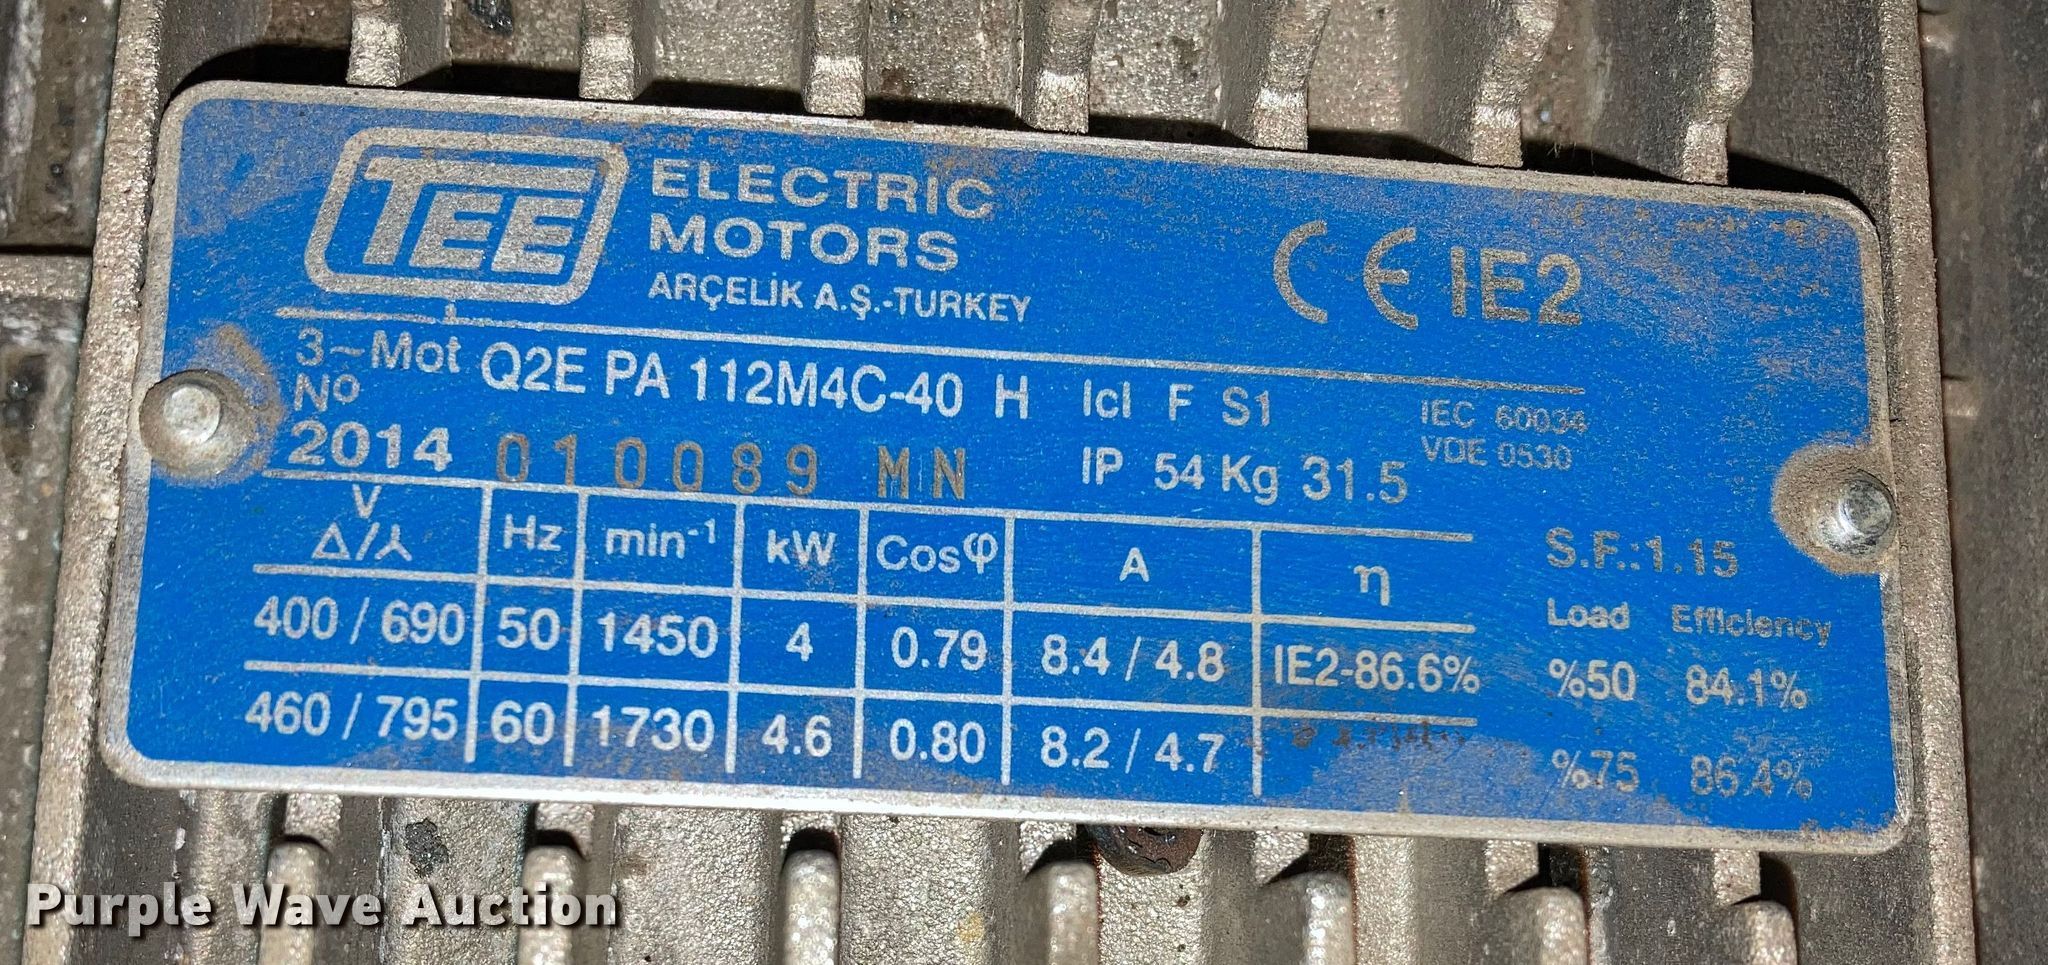 TEE ELECTRIC
MOTORS
ARÇELİK A.Ş.-TURKEY
CE IE2
3~Mot Q2E PA 112M4C-40 H Icl F S1
No
2014 010089 MN IP 54 Kg 31.5
IEC 60034
VDE 0530
V Δ/⅄ Hz min-1 kW Cosφ A η
400 / 690 50 1450 4 0.79 8.4 / 4.8 IE2-86.6%
460 / 795 60 1730 4.6 0.80 8.2 / 4.7
S.F.:1.15
Load Efficiency
%50 84.1%
%75 86.4%
Purple Wave Auction